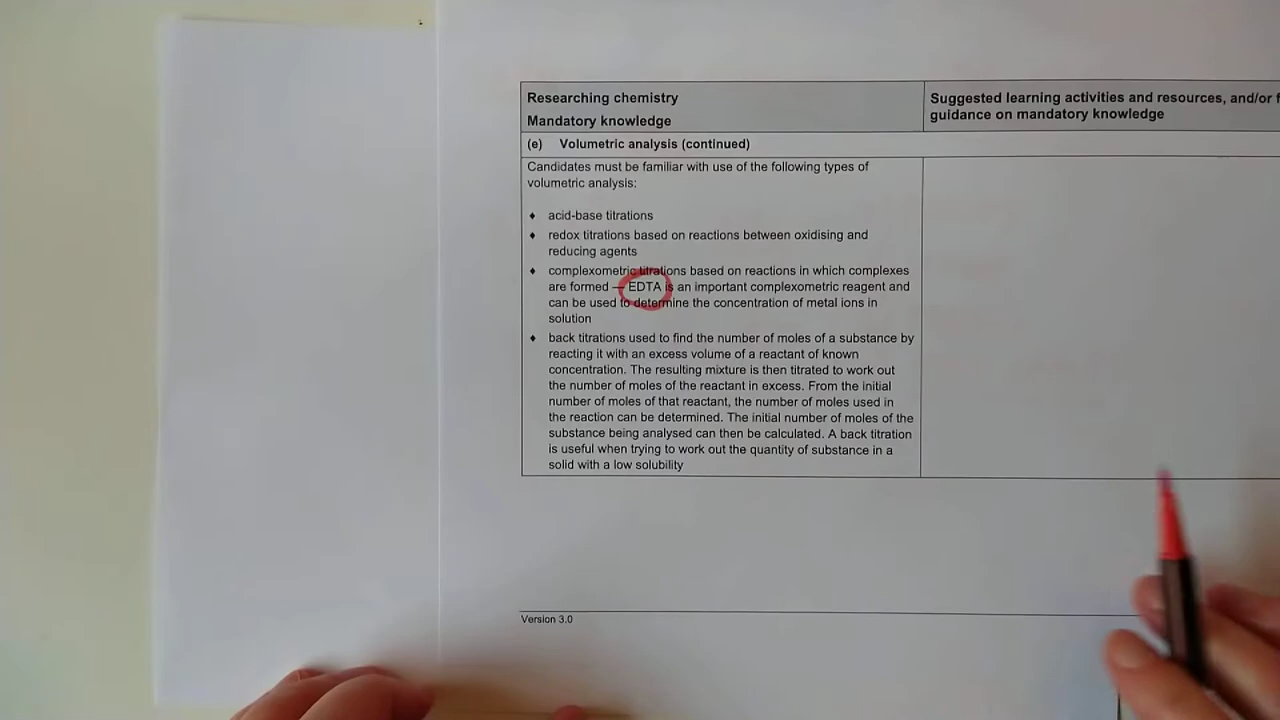 Researching chemistry
Mandatory knowledge
Suggested learning activities and resources, and/or f
guidance on mandatory knowledge
(e) Volumetric analysis (continued)
Candidates must be familiar with use of the following types of
volumetric analysis:
♦ acid-base titrations
♦ redox titrations based on reactions between oxidising and
reducing agents
♦ complexometric titrations based on reactions in which complexes
are formed — EDTA is an important complexometric reagent and
can be used to determine the concentration of metal ions in
solution
♦ back titrations used to find the number of moles of a substance by
reacting it with an excess volume of a reactant of known
concentration. The resulting mixture is then titrated to work out
the number of moles of the reactant in excess. From the initial
number of moles of that reactant, the number of moles used in
the reaction can be determined. The initial number of moles of the
substance being analysed can then be calculated. A back titration
is useful when trying to work out the quantity of substance in a
solid with a low solubility
Version 3.0